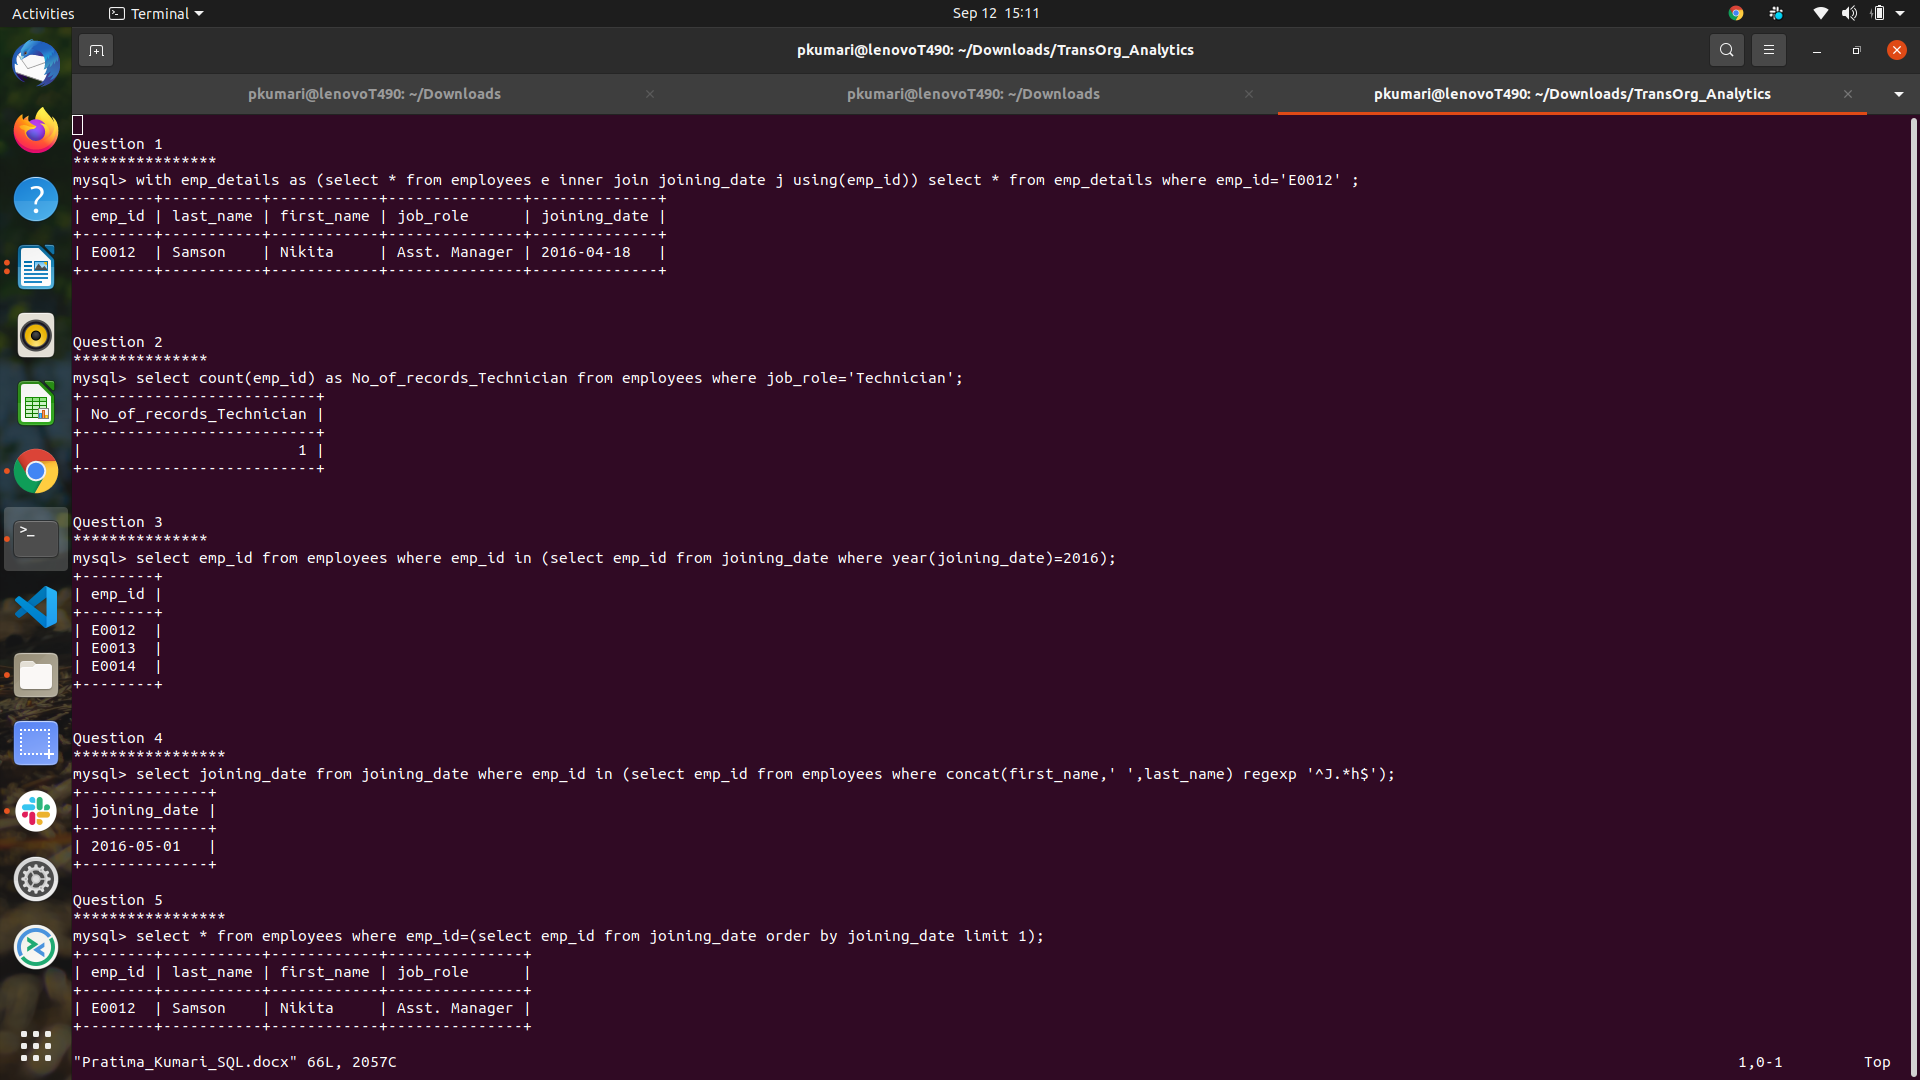 Activities
Terminal
Sep 12 15:11
pkumari@lenovoT490: ~/Downloads/TransOrg_Analytics
pkumari@lenovoT490: ~/Downloads
pkumari@lenovoT490: ~/Downloads
pkumari@lenovoT490: ~/Downloads/TransOrg_Analytics
Question 1
****************
mysql> with emp_details as (select * from employees e inner join joining_date j using(emp_id)) select * from emp_details where emp_id='E0012' ;
+--------+-----------+------------+---------------+--------------+
| emp_id | last_name | first_name | job_role      | joining_date |
+--------+-----------+------------+---------------+--------------+
| E0012  | Samson    | Nikita     | Asst. Manager | 2016-04-18   |
+--------+-----------+------------+---------------+--------------+
Question 2
***************
mysql> select count(emp_id) as No_of_records_Technician from employees where job_role='Technician';
+--------------------------+
| No_of_records_Technician |
+--------------------------+
|                        1 |
+--------------------------+
Question 3
***************
mysql> select emp_id from employees where emp_id in (select emp_id from joining_date where year(joining_date)=2016);
+--------+
| emp_id |
+--------+
| E0012  |
| E0013  |
| E0014  |
+--------+
Question 4
*****************
mysql> select joining_date from joining_date where emp_id in (select emp_id from employees where concat(first_name,' ',last_name) regexp '^J.*h$');
+--------------+
| joining_date |
+--------------+
| 2016-05-01   |
+--------------+
Question 5
*****************
mysql> select * from employees where emp_id=(select emp_id from joining_date order by joining_date limit 1);
+--------+-----------+------------+---------------+
| emp_id | last_name | first_name | job_role      |
+--------+-----------+------------+---------------+
| E0012  | Samson    | Nikita     | Asst. Manager |
+--------+-----------+------------+---------------+
"Pratima_Kumari_SQL.docx" 66L, 2057C
1,0-1
Top